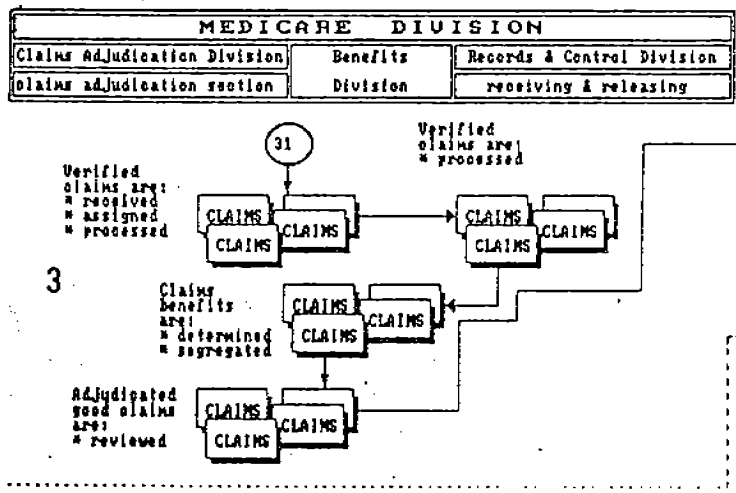 MEDICARE DIVISION
Claims Adjudication Division
Benefits
Records & Control Division
claims adjudication section
Division
receiving & releasing
31
Verified
claims are:
* processed
Verified
claims are:
* received
* assigned
* processed
CLAIMS
CLAIMS
CLAIMS
CLAIMS
CLAIMS
CLAIMS
3
Claims
benefits
are:
* determined
* segregated
CLAIMS
CLAIMS
CLAIMS
Adjudicated
good claims
are:
* reviewed
CLAIMS
CLAIMS
CLAIMS